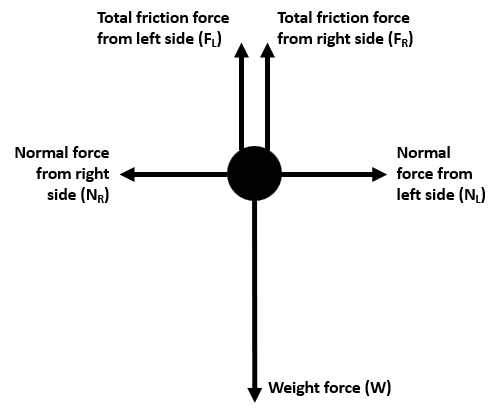 Total friction force
from left side (F_L)
Total friction force
from right side (F_R)
Normal force
from right
side (N_R)
Normal
force from
left side (N_L)
Weight force (W)